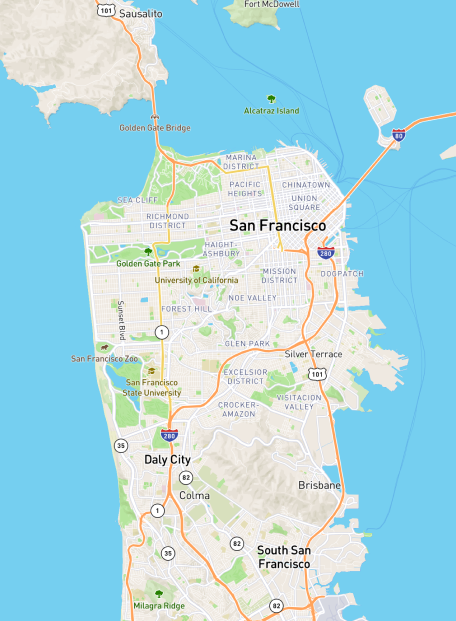 Fort McDowell
101
Sausalito
Alcatraz Island
Golden Gate Bridge
80
MARINA
DISTRICT
PACIFIC
HEIGHTS
CHINATOWN
UNION
SQUARE
SEA CLIFF
RICHMOND
DISTRICT
San Francisco
HAIGHT-
ASHBURY
280
Golden Gate Park
University of California
MISSION
DISTRICT
DOGPATCH
NOE VALLEY
FOREST HILL
Sunset Blvd
1
GLEN PARK
Silver Terrace
San Francisco Zoo
101
San Francisco
State University
EXCELSIOR
DISTRICT
VISITACION
VALLEY
CROCKER-
AMAZON
280
35
Daly City
82
Colma
Brisbane
1
82
35
South San
Francisco
Milagra Ridge
82